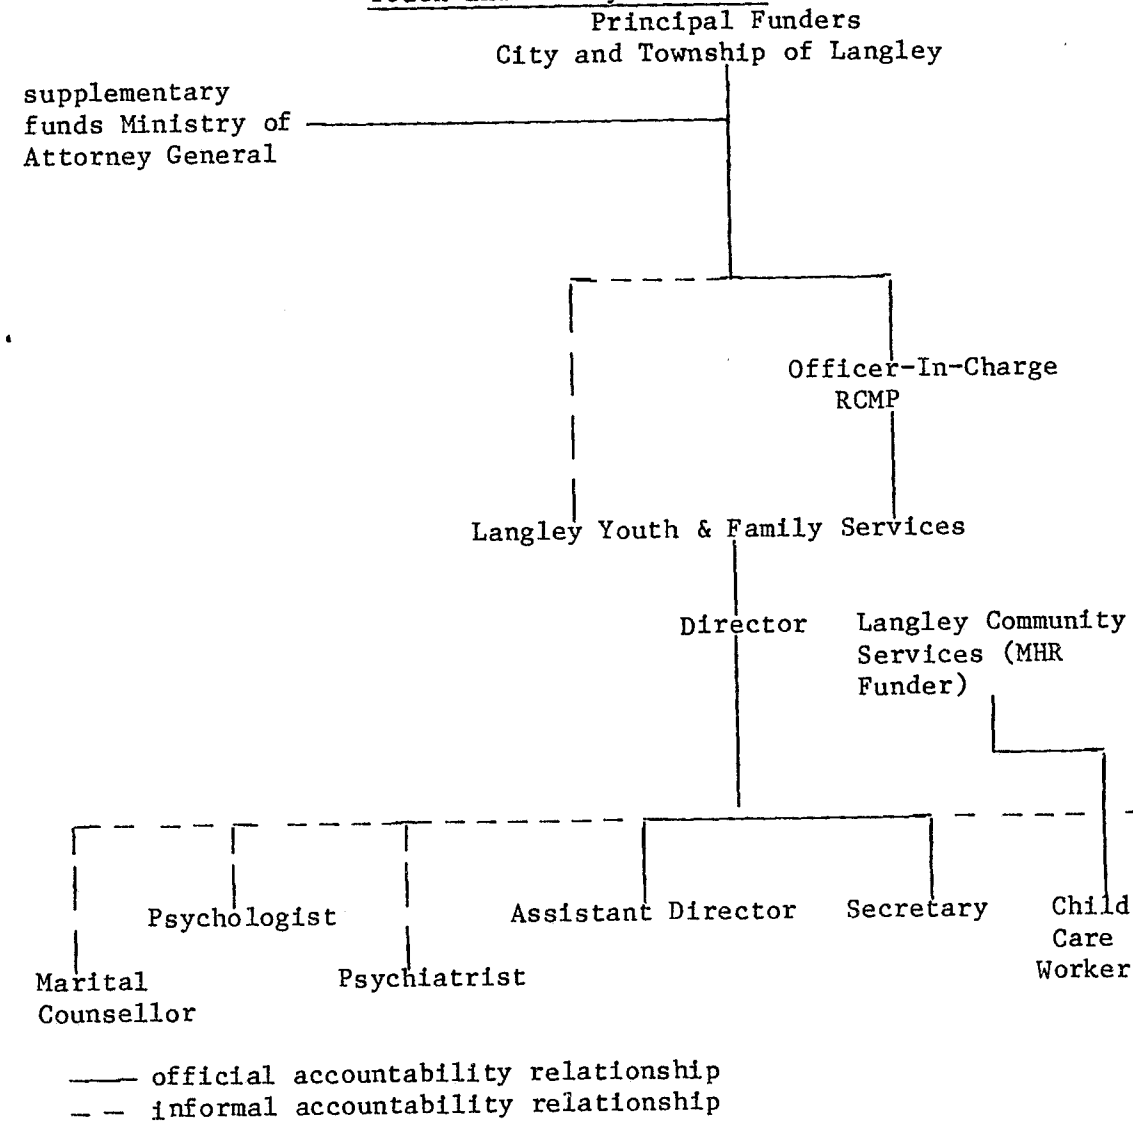 Principal Funders
City and Township of Langley
supplementary
funds Ministry of
Attorney General
Officer-In-Charge
RCMP
Langley Youth & Family Services
Director
Langley Community
Services (MHR
Funder)
Psychologist
Assistant Director
Secretary
Child
Care
Worker
Marital
Counsellor
Psychiatrist
official accountability relationship
informal accountability relationship